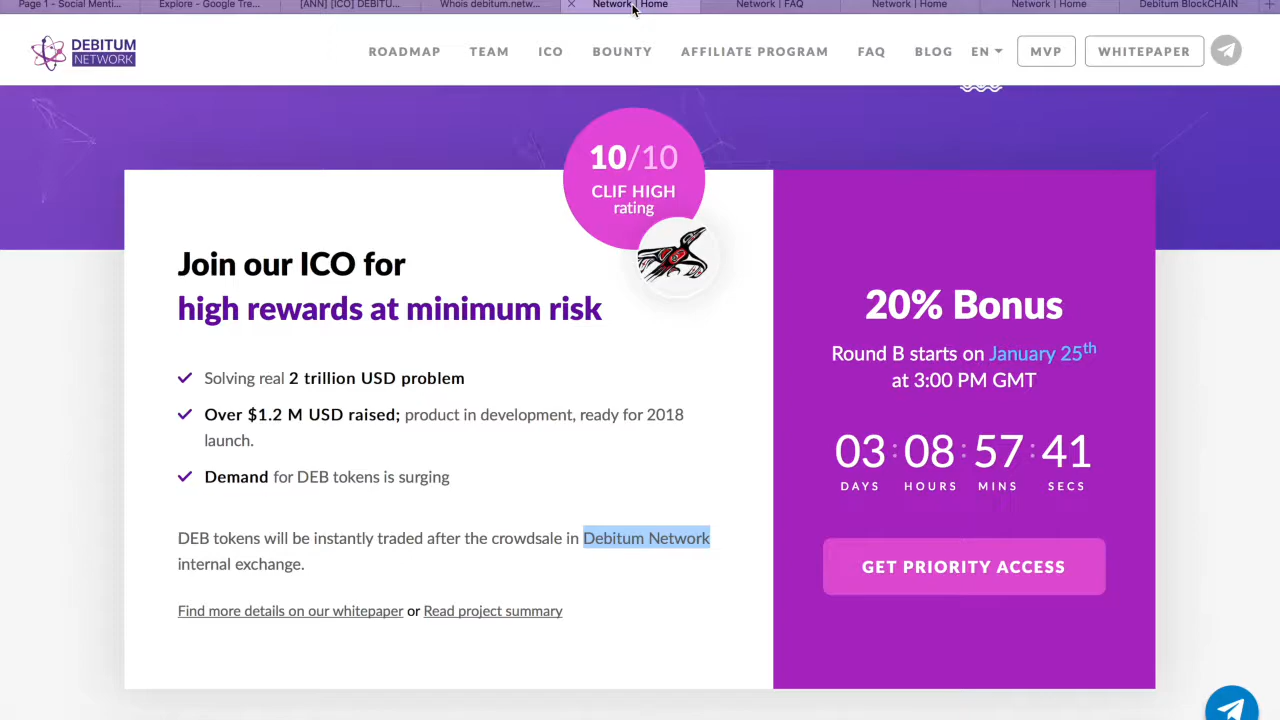 Page 1 - Social Menti...
Explore - Google Tre...
[ANN] [ICO] DEBITU...
Whois debitum.netw...
Network | Home
Network | FAQ
Network | Home
Network | Home
Debitum BlockCHAIN
DEBITUM
NETWORK
ROADMAP
TEAM
ICO
BOUNTY
AFFILIATE PROGRAM
FAQ
BLOG
EN
MVP
WHITEPAPER
10/10
CLIF HIGH
rating
Join our ICO for
high rewards at minimum risk
Solving real 2 trillion USD problem
Over $1.2 M USD raised; product in development, ready for 2018
launch.
Demand for DEB tokens is surging
DEB tokens will be instantly traded after the crowdsale in Debitum Network
internal exchange.
Find more details on our whitepaper or Read project summary
20% Bonus
Round B starts on January 25th
at 3:00 PM GMT
03 : 08 : 57 : 41
DAYS HOURS MINS SECS
GET PRIORITY ACCESS